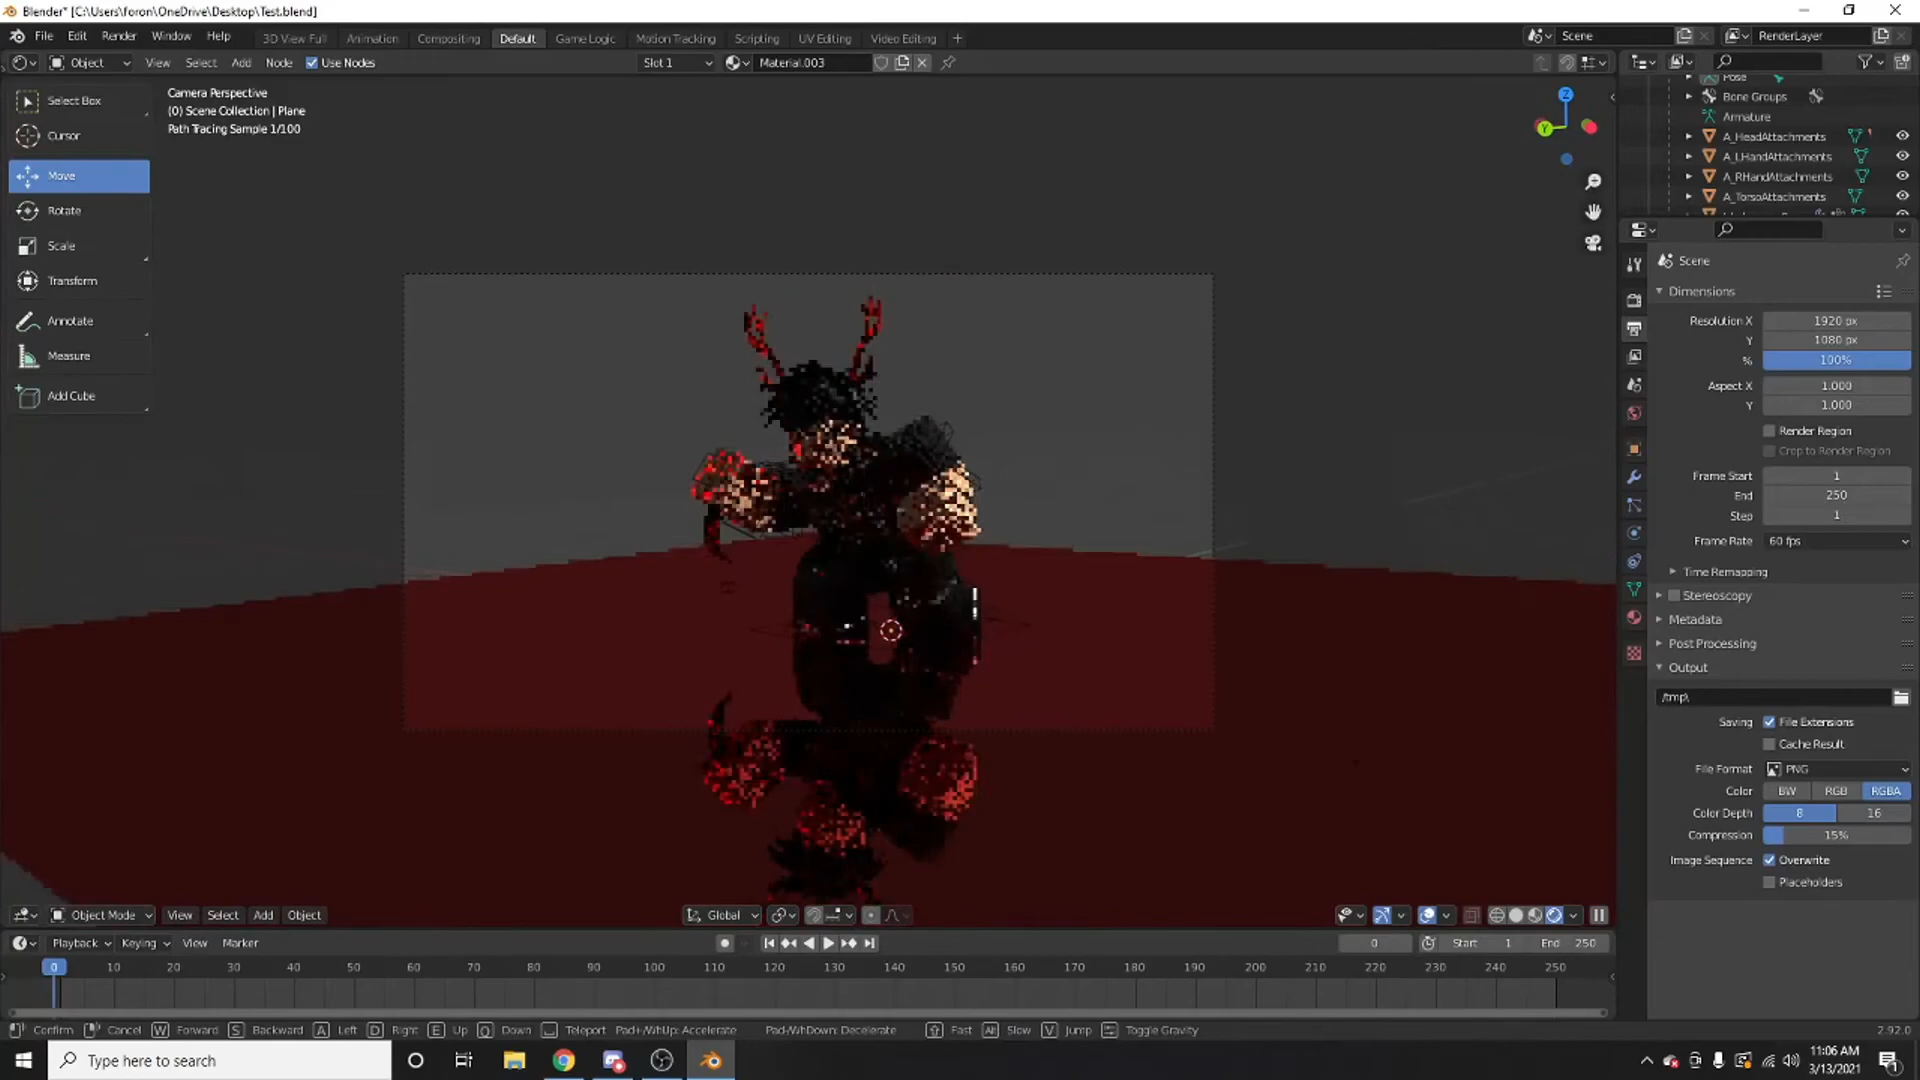 Blender* [C:\Users\foron\OneDrive\Desktop\Test.blend]
File Edit Render Window Help 3D View Full Animation Compositing Default Game Logic Motion Tracking Scripting UV Editing Video Editing + Scene RenderLayer
Object View Select Add Node Use Nodes Slot 1 Material.003
Select Box
Cursor
Move
Rotate
Scale
Transform
Annotate
Measure
Add Cube
Camera Perspective
(0) Scene Collection | Plane
Path Tracing Sample 1/100
Z
Y
Pose
Bone Groups
Armature
A_HeadAttachments
A_LHandAttachments
A_RHandAttachments
A_TorsoAttachments
Scene
Dimensions
Resolution X 1920 px
Y 1080 px
% 100%
Aspect X 1.000
Y 1.000
Render Region
Crop to Render Region
Frame Start 1
End 250
Step 1
Frame Rate 60 fps
Time Remapping
Stereoscopy
Metadata
Post Processing
Output
/tmp\
Saving File Extensions
Cache Result
File Format PNG
Color BW RGB RGBA
Color Depth 8 16
Compression 15%
Image Sequence Overwrite
Placeholders
Object Mode View Select Add Object Global
Playback Keying View Marker 0 Start 1 End 250
0 10 20 30 40 50 60 70 80 90 100 110 120 130 140 150 160 170 180 190 200 210 220 230 240 250
Confirm Cancel W Forward S Backward A Left D Right E Up Q Down Teleport Pad+/WhUp: Accelerate Pad-/WhDown: Decelerate Fast Alt Slow V Jump Toggle Gravity 2.92.0
Type here to search
11:06 AM
3/13/2021
1